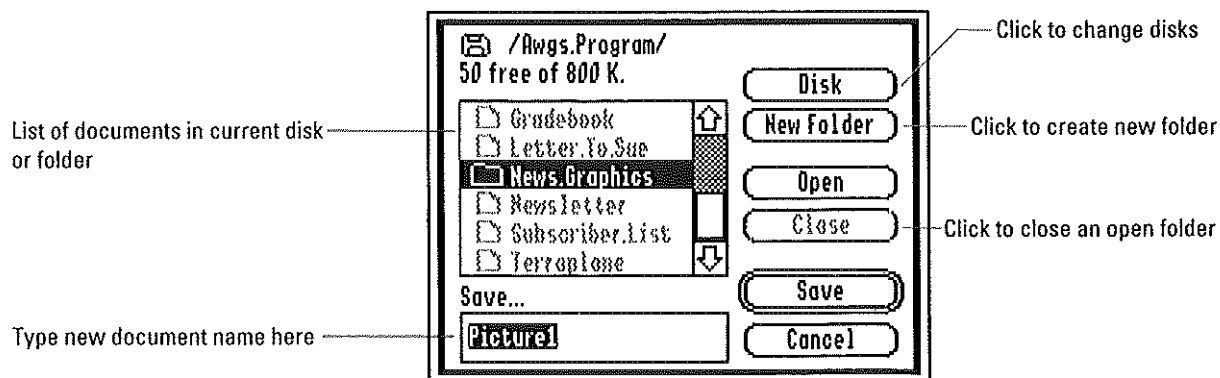 /Awgs.Program/
50 free of 800 K.
Gradebook
Letter.To.Sue
News.Graphics
Newsletter
Subscriber.List
Terraplane
Save...
Picture1
Disk
New Folder
Open
Close
Save
Cancel
List of documents in current disk
or folder
Type new document name here
Click to change disks
Click to create new folder
Click to close an open folder